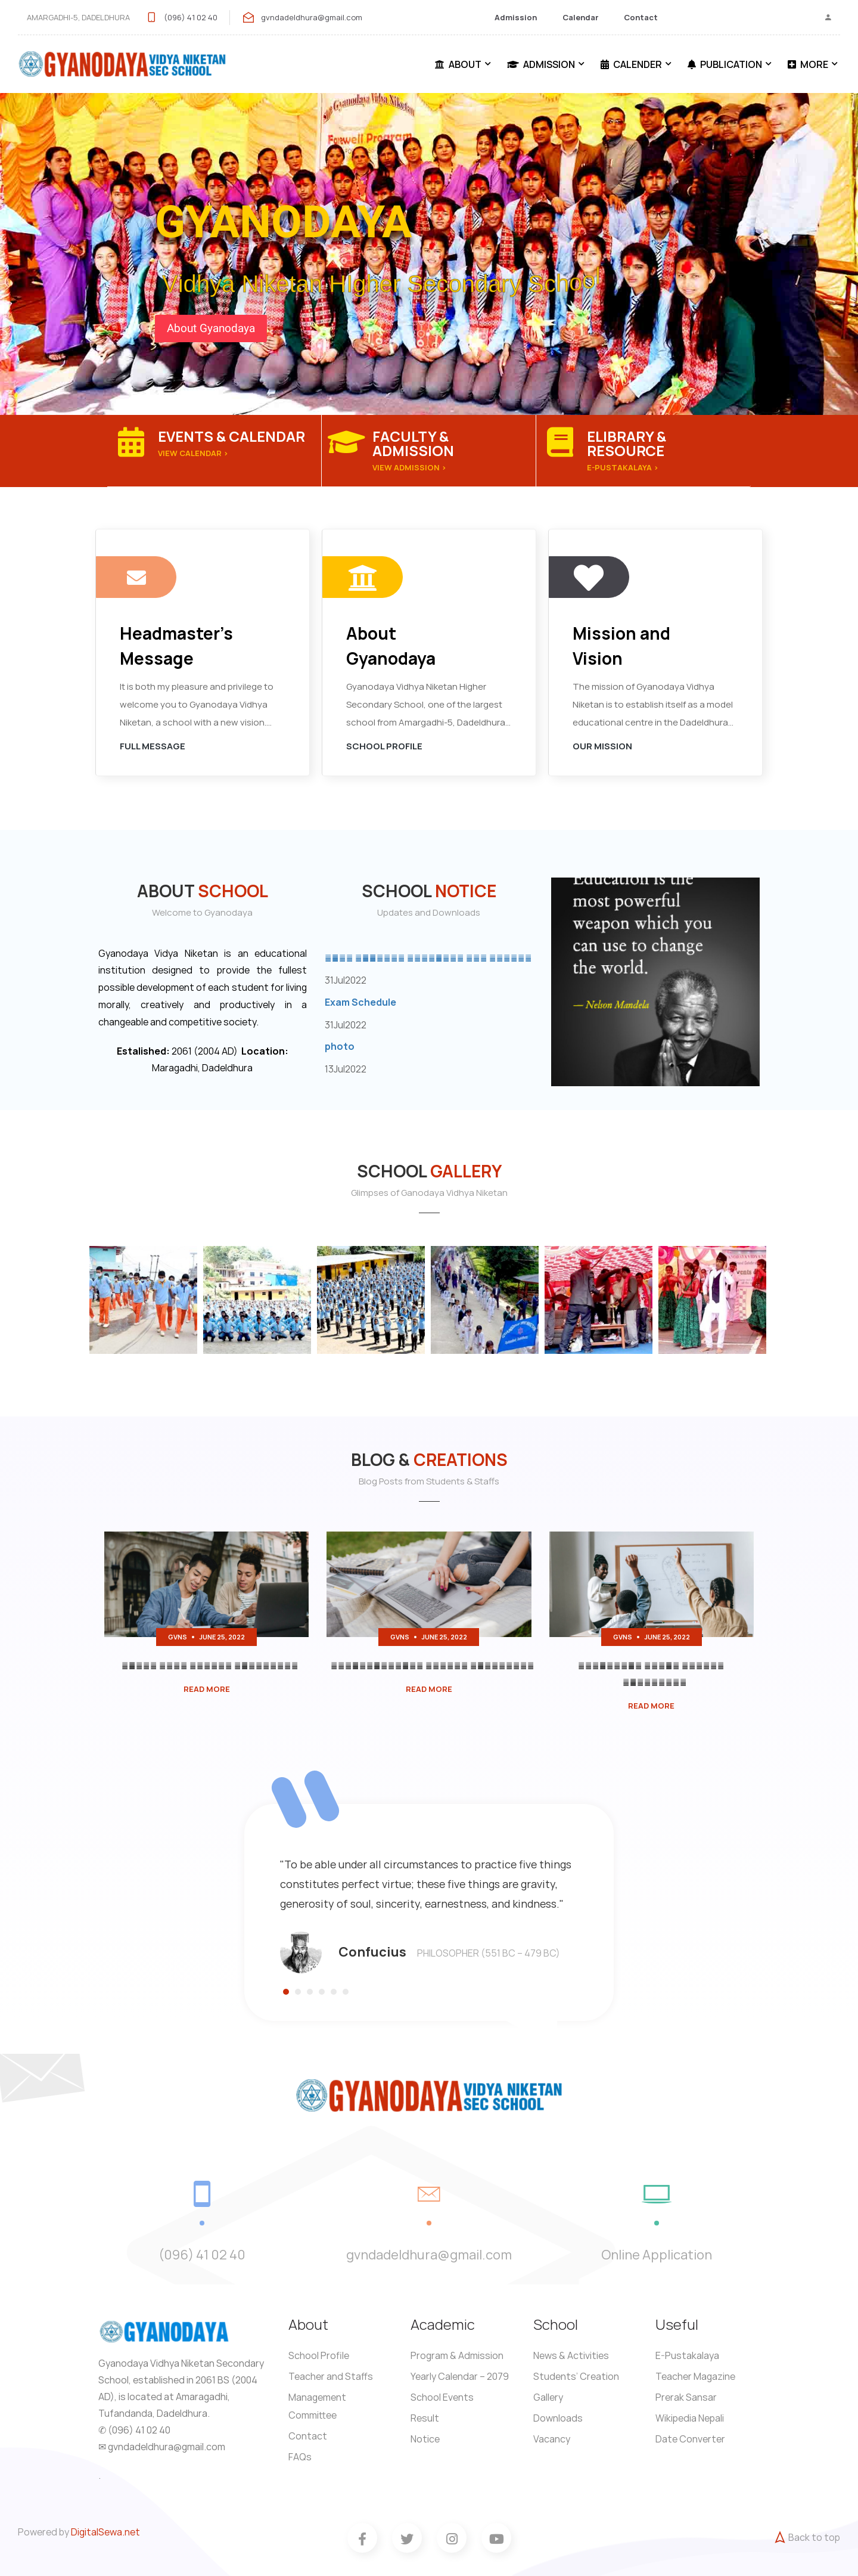 AMARGADHI-5, DADELDHURA
(096) 41 02 40
gvndadeldhura@gmail.com
Admission
Calendar
Contact
GYANODAYA VIDYA NIKETAN SEC SCHOOL
ABOUT
ADMISSION
CALENDER
PUBLICATION
MORE
GYANODAYA
Vidhya Niketan Higher Secondary School
About Gyanodaya
EVENTS & CALENDAR
VIEW CALENDAR >
FACULTY &
ADMISSION
VIEW ADMISSION >
ELIBRARY &
RESOURCE
E-PUSTAKALAYA >
Headmaster's
Message
It is both my pleasure and privilege to
welcome you to Gyanodaya Vidhya
Niketan, a school with a new vision....
FULL MESSAGE
About
Gyanodaya
Gyanodaya Vidhya Niketan Higher
Secondary School, one of the largest
school from Amargadhi-5, Dadeldhura...
SCHOOL PROFILE
Mission and
Vision
The mission of Gyanodaya Vidhya
Niketan is to establish itself as a model
educational centre in the Dadeldhura...
OUR MISSION
ABOUT SCHOOL
Welcome to Gyanodaya
Gyanodaya Vidya Niketan is an educational
institution designed to provide the fullest
possible development of each student for living
morally, creatively and productively in a
changeable and competitive society.
Estalished: 2061 (2004 AD) Location:
Maragadhi, Dadeldhura
SCHOOL NOTICE
Updates and Downloads
31Jul2022
Exam Schedule
31Jul2022
photo
13Jul2022
Education is the
most powerful
weapon which you
can use to change
the world.
— Nelson Mandela
SCHOOL GALLERY
Glimpses of Ganodaya Vidhya Niketan
BLOG & CREATIONS
Blog Posts from Students & Staffs
GVNS • JUNE 25, 2022
READ MORE
GVNS • JUNE 25, 2022
READ MORE
GVNS • JUNE 25, 2022
READ MORE
"To be able under all circumstances to practice five things
constitutes perfect virtue; these five things are gravity,
generosity of soul, sincerity, earnestness, and kindness."
Confucius PHILOSOPHER (551 BC – 479 BC)
GYANODAYA VIDYA NIKETAN SEC SCHOOL
(096) 41 02 40
gvndadeldhura@gmail.com
Online Application
GYANODAYA
Gyanodaya Vidhya Niketan Secondary
School, established in 2061 BS (2004
AD), is located at Amaragadhi,
Tufandanda, Dadeldhura.
✆ (096) 41 02 40
✉ gvndadeldhura@gmail.com
About
School Profile
Teacher and Staffs
Management
Committee
Contact
FAQs
Academic
Program & Admission
Yearly Calendar – 2079
School Events
Result
Notice
School
News & Activities
Students' Creation
Gallery
Downloads
Vacancy
Useful
E-Pustakalaya
Teacher Magazine
Prerak Sansar
Wikipedia Nepali
Date Converter
Powered by DigitalSewa.net
Back to top